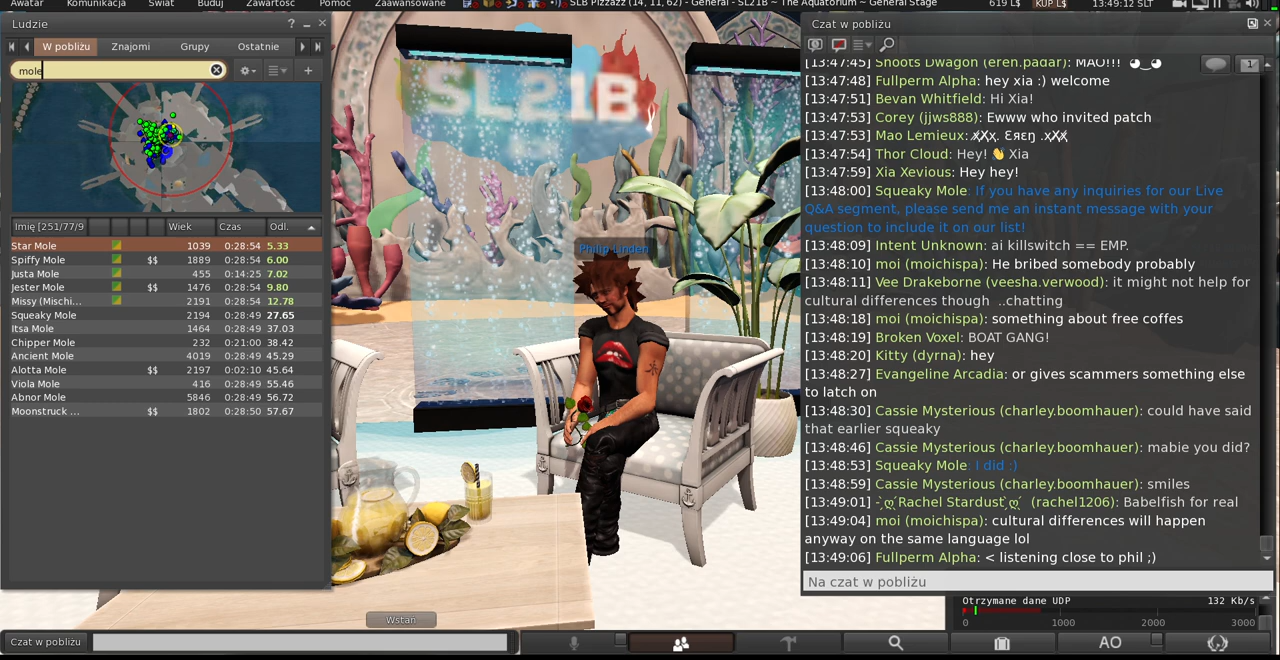 Awatar Komunikacja Świat Buduj Zawartość Pomoc Zaawansowane SLB Pizzazz (14, 11, 62) - General - SL21B ~ The Aquatorium ~ General Stage 619 L$ KUP L$ 13:49:12 SLT
Ludzie
W pobliżu Znajomi Grupy Ostatnie
mole
Imię [251/77/9 Wiek Czas Odl.
Star Mole 1039 0:28:54 5.33
Spiffy Mole $$ 1889 0:28:54 6.00
Justa Mole 455 0:14:25 7.02
Jester Mole $$ 1476 0:28:54 9.80
Missy (Mischi... 2191 0:28:54 12.78
Squeaky Mole 2194 0:28:49 27.65
Itsa Mole 1464 0:28:49 37.03
Chipper Mole 232 0:21:00 38.42
Ancient Mole 4019 0:28:49 45.29
Alotta Mole $$ 2197 0:02:10 45.64
Viola Mole 416 0:28:49 55.46
Abnor Mole 5846 0:28:49 56.72
Moonstruck ... $$ 1802 0:28:50 57.67
SL21B
Philip Linden
Wstań
Czat w pobliżu
[13:47:45] Shoots Dwagon (eren.padar): MAO!!!
[13:47:48] Fullperm Alpha: hey xia :) welcome
[13:47:51] Bevan Whitfield: Hi Xia!
[13:47:53] Corey (jjws888): Ewww who invited patch
[13:47:53] Mao Lemieux:
[13:47:54] Thor Cloud: Hey! 👋 Xia
[13:47:59] Xia Xevious: Hey hey!
[13:48:00] Squeaky Mole: If you have any inquiries for our Live
Q&A segment, please send me an instant message with your
question to include it on our list!
[13:48:09] Intent Unknown: ai killswitch == EMP.
[13:48:10] moi (moichispa): He bribed somebody probably
[13:48:11] Vee Drakeborne (veesha.verwood): it might not help for
cultural differences though ..chatting
[13:48:18] moi (moichispa): something about free coffes
[13:48:19] Broken Voxel: BOAT GANG!
[13:48:20] Kitty (dyrna): hey
[13:48:27] Evangeline Arcadia: or gives scammers something else
to latch on
[13:48:30] Cassie Mysterious (charley.boomhauer): could have said
that earlier squeaky
[13:48:46] Cassie Mysterious (charley.boomhauer): mabie you did?
[13:48:53] Squeaky Mole: I did :)
[13:48:59] Cassie Mysterious (charley.boomhauer): smiles
[13:49:01] Rachel Stardust (rachel1206): Babelfish for real
[13:49:04] moi (moichispa): cultural differences will happen
anyway on the same language lol
[13:49:06] Fullperm Alpha: < listening close to phil ;)
Na czat w pobliżu
Otrzymane dane UDP 132 Kb/s
0 1000 2000 3000
Czat w pobliżu AO